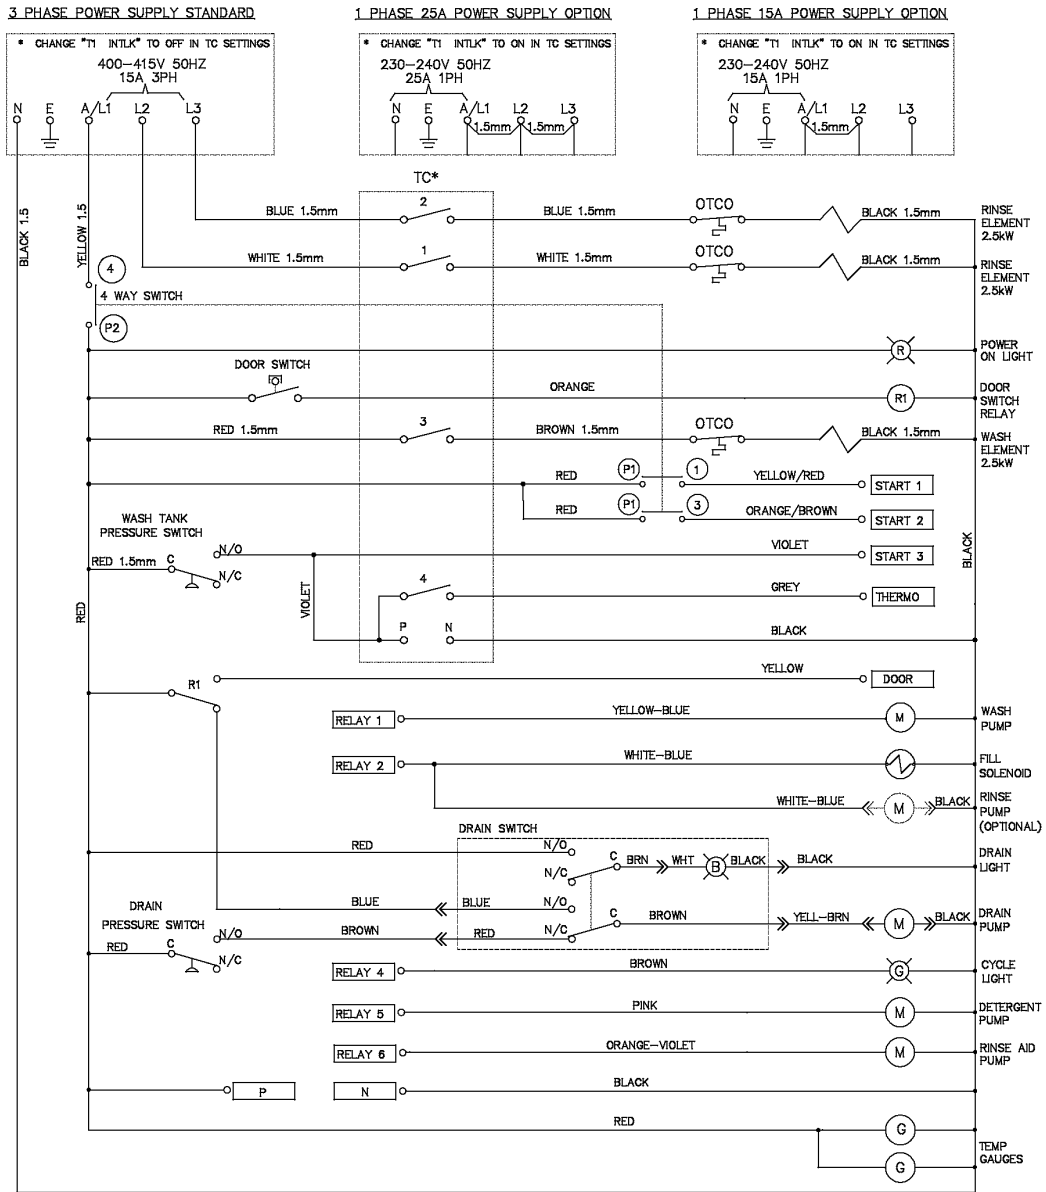 3 PHASE POWER SUPPLY STANDARD
1 PHASE 25A POWER SUPPLY OPTION
1 PHASE 15A POWER SUPPLY OPTION
* CHANGE "T1 INTLK" TO OFF IN TC SETTINGS
* CHANGE "T1 INTLK" TO ON IN TC SETTINGS
* CHANGE "T1 INTLK" TO ON IN TC SETTINGS
400-415V 50HZ
15A 3PH
230-240V 50HZ
25A 1PH
230-240V 50HZ
15A 1PH
N E A/L1 L2 L3
N E A/L1 L2 L3
N E A/L1 L2 L3
1.5mm 1.5mm
1.5mm
TC*
BLACK 1.5
YELLOW 1.5
BLUE 1.5mm
2
BLUE 1.5mm
OTCO
BLACK 1.5mm
RINSE
ELEMENT
2.5kW
WHITE 1.5mm
1
WHITE 1.5mm
OTCO
BLACK 1.5mm
RINSE
ELEMENT
2.5kW
4
4 WAY SWITCH
P2
R
POWER
ON LIGHT
DOOR SWITCH
ORANGE
R1
DOOR
SWITCH
RELAY
RED 1.5mm
3
BROWN 1.5mm
OTCO
BLACK 1.5mm
WASH
ELEMENT
2.5kW
RED
P1
1
YELLOW/RED
START 1
RED
P1
3
ORANGE/BROWN
START 2
WASH TANK
PRESSURE SWITCH
RED 1.5mm
C
N/O
N/C
VIOLET
START 3
BLACK
RED
VIOLET
4
GREY
THERMO
P
N
BLACK
R1
YELLOW
DOOR
RELAY 1
YELLOW-BLUE
M
WASH
PUMP
RELAY 2
WHITE-BLUE
FILL
SOLENOID
WHITE-BLUE
M
BLACK
RINSE
PUMP
(OPTIONAL)
DRAIN SWITCH
RED
N/O
N/C
C
BRN
WHT
B
BLACK
BLACK
DRAIN
LIGHT
BLUE
BLUE
N/O
N/C
C
BROWN
YELL-BRN
M
BLACK
DRAIN
PUMP
DRAIN
PRESSURE SWITCH
BROWN
RED
RED
C
N/O
N/C
RELAY 4
BROWN
G
CYCLE
LIGHT
RELAY 5
PINK
M
DETERGENT
PUMP
RELAY 6
ORANGE-VIOLET
M
RINSE AID
PUMP
P
N
BLACK
RED
G
G
TEMP
GAUGES